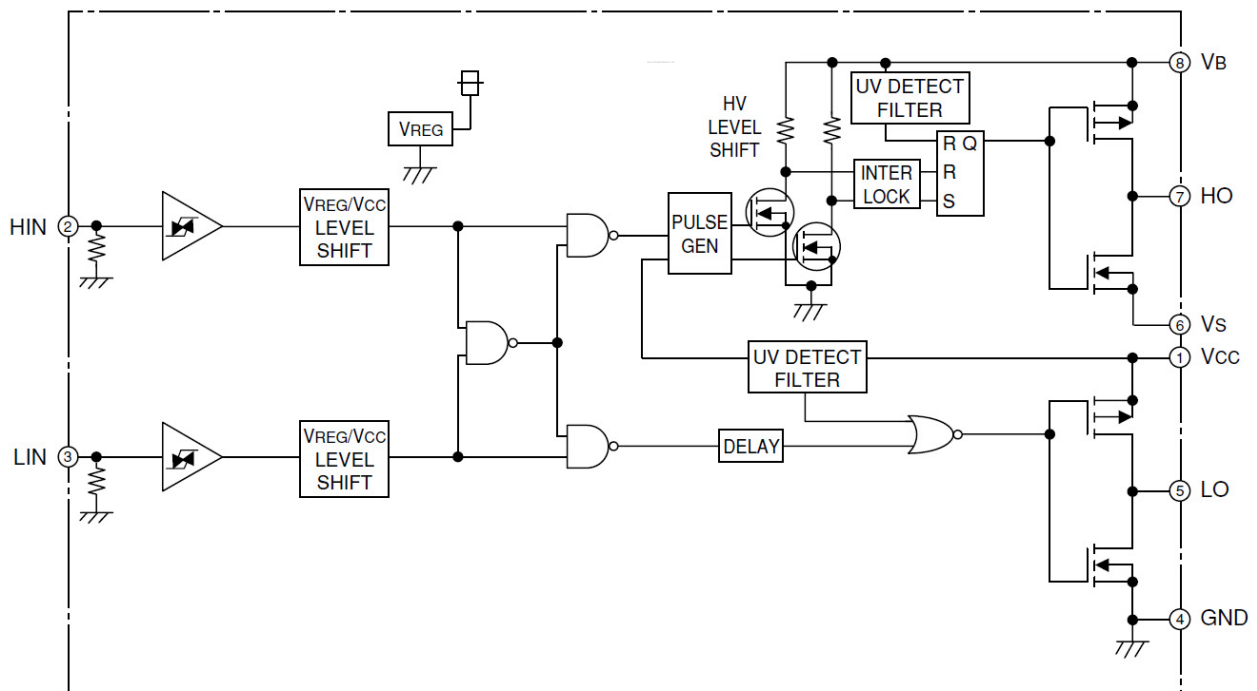 8 VB
UV DETECT
FILTER
HV
LEVEL
SHIFT
VREG
R Q
R
S
INTER
LOCK
7 HO
HIN 2
VREG/VCC
LEVEL
SHIFT
PULSE
GEN
6 VS
1 VCC
UV DETECT
FILTER
LIN 3
VREG/VCC
LEVEL
SHIFT
DELAY
5 LO
4 GND